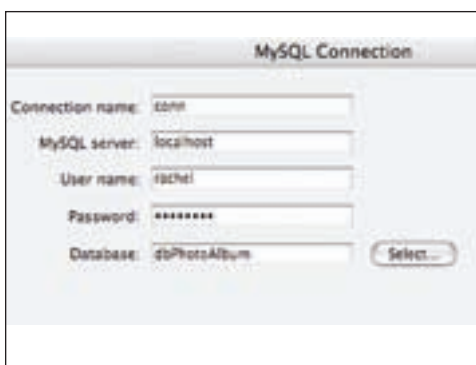 MySQL Connection
Connection name: conn
MySQL server: localhost
User name: rachel
Password: ••••••••
Database: dbPhotoAlbum Select...